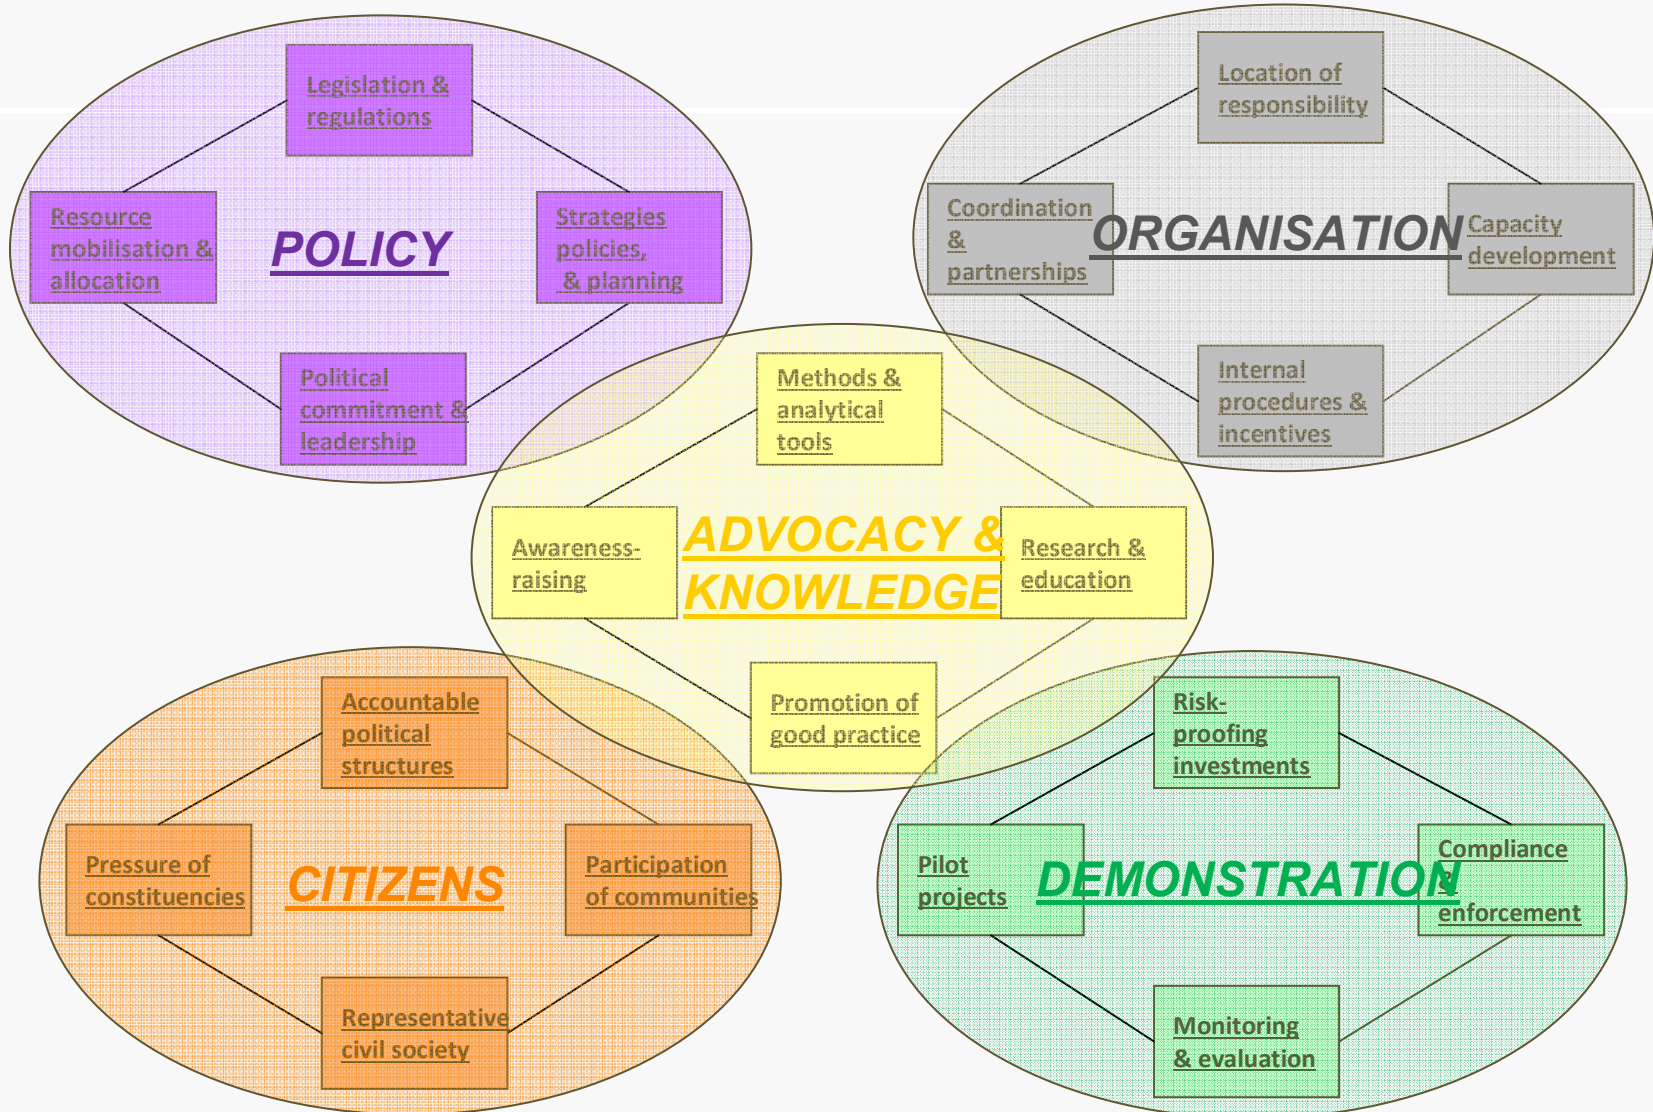 Legislation &
regulations
Resource
mobilisation &
allocation
POLICY
Strategies
policies,
& planning
Political
commitment &
leadership
Location of
responsibility
Coordination
&
partnerships
ORGANISATION
Capacity
development
Internal
procedures &
incentives
Methods &
analytical
tools
Awareness-
raising
ADVOCACY &
KNOWLEDGE
Research &
education
Promotion of
good practice
Accountable
political
structures
Pressure of
constituencies
CITIZENS
Participation
of communities
Representative
civil society
Risk-
proofing
investments
Pilot
projects
DEMONSTRATION
Compliance
&
enforcement
Monitoring
& evaluation